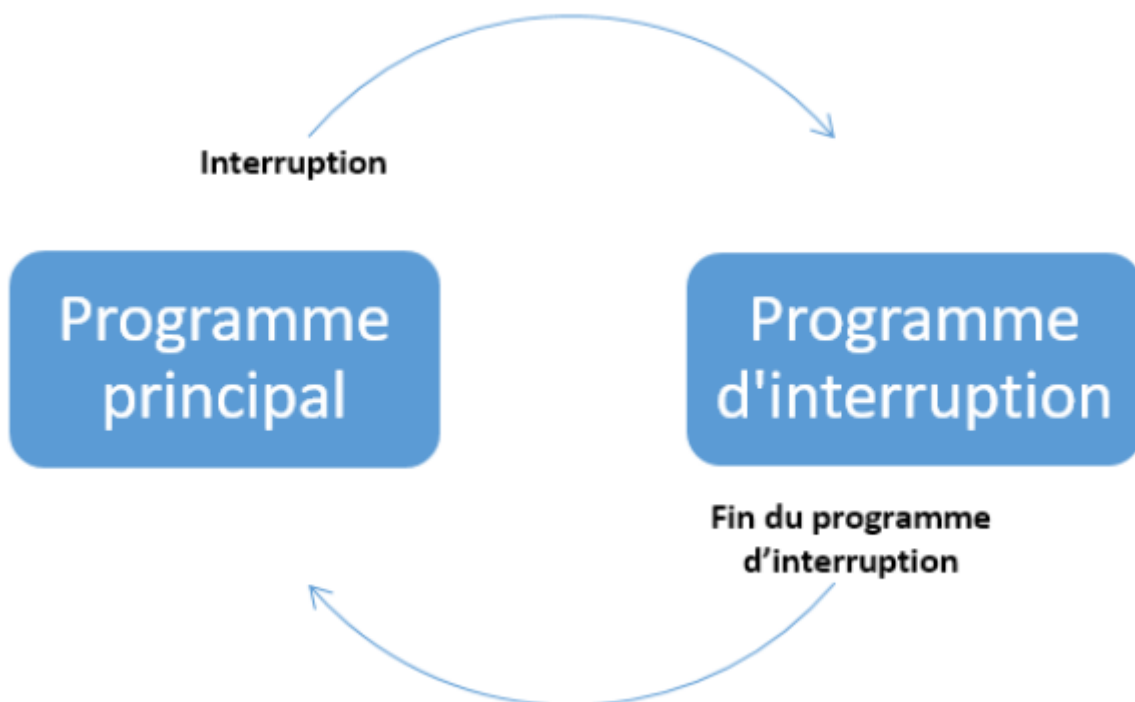 Interruption
Programme
principal
Programme
d'interruption
Fin du programme
d’interruption